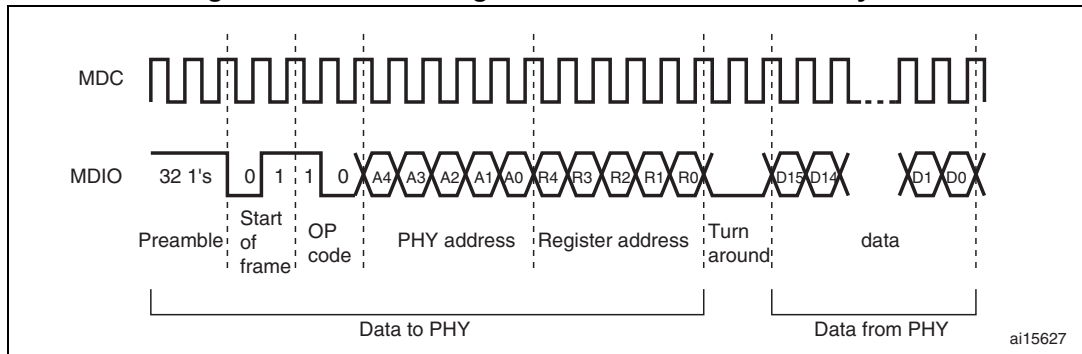 MDC
MDIO
32 1's 0 1 1 0 A4 A3 A2 A1 A0 R4 R3 R2 R1 R0 D15 D14 D1 D0
Preamble
Start
of
frame
OP
code
PHY address
Register address
Turn
around
data
Data to PHY
Data from PHY
ai15627